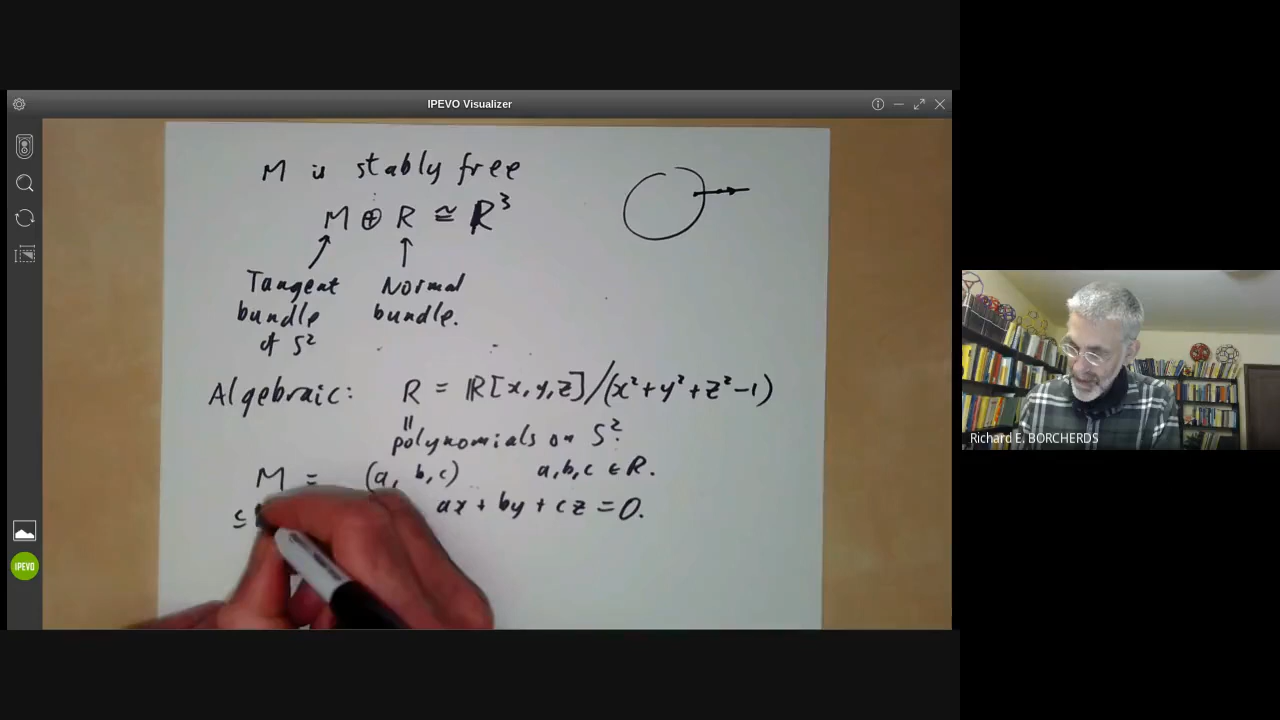 IPEVO Visualizer
M is stably free
M ⊕ R ≅ R³
Tangent bundle of S²
Normal bundle.
Algebraic: R = ℝ[x,y,z]/(x²+y²+z²-1)
"
polynomials on S².
M = (a, b, c) a,b,c ∈ R.
⊆ ax + by + cz = 0.
IPEVO
Richard E. BORCHERDS